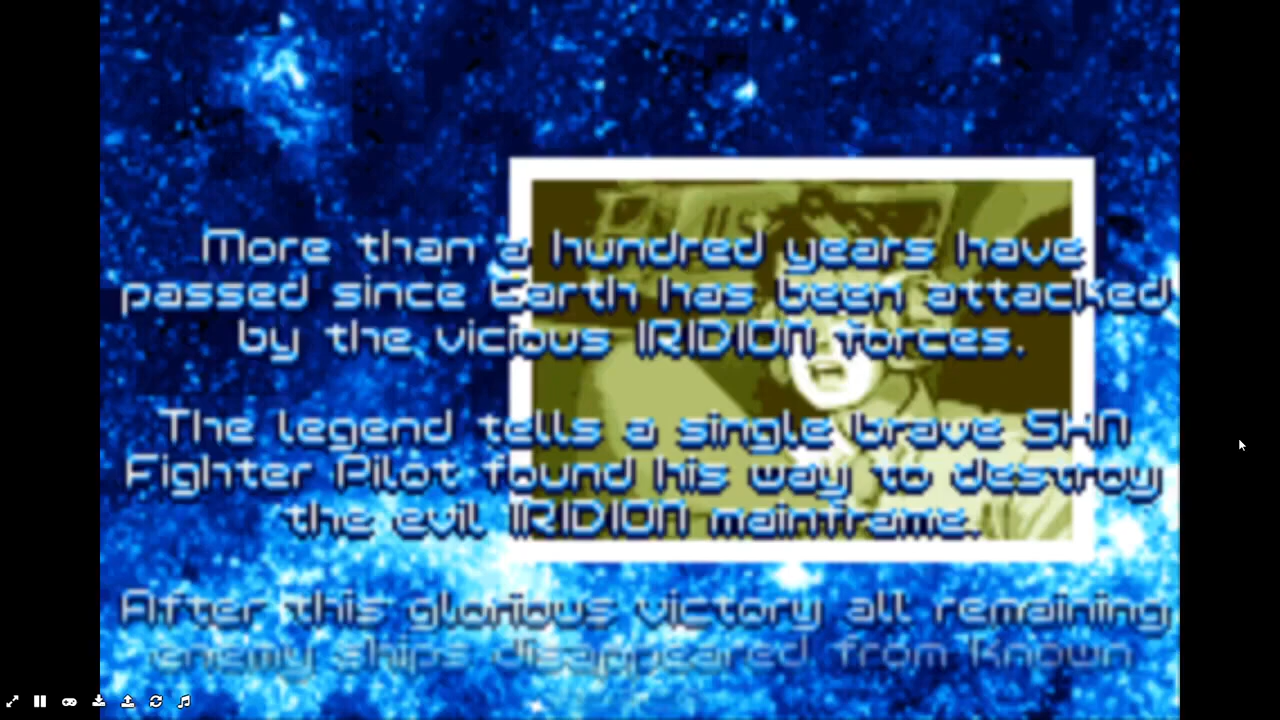 More than a hundred years have
passed since Earth has been attacked
by the vicious IRIDION forces.
The legend tells a single brave SHN
Fighter Pilot found his way to destroy
the evil IRIDION mainframe.
After this glorious victory all remaining
enemy ships disappeared from known